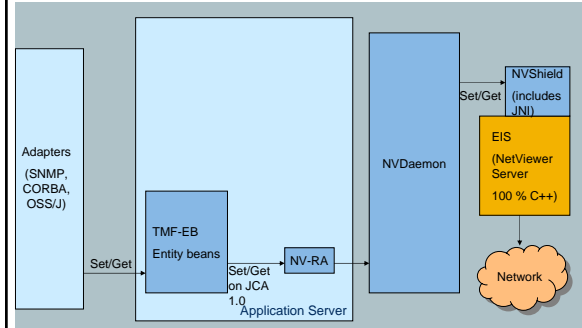 Adapters
(SNMP,
CORBA,
OSS/J)
Set/Get
TMF-EB
Entity beans
Set/Get
on JCA
1.0
NV-RA
Application Server
NVDaemon
Set/Get
NVShield
(includes
JNI)
EIS
(NetViewer
Server
100 % C++)
Network